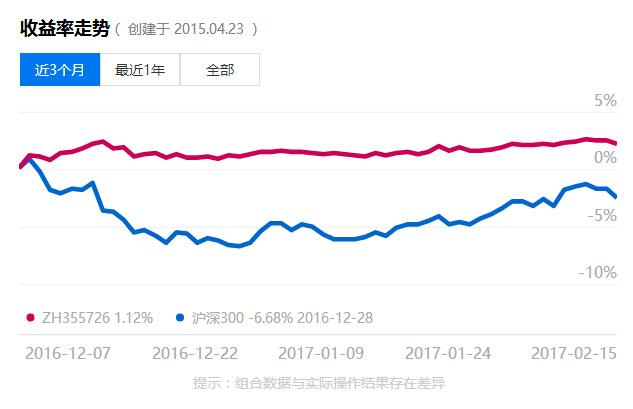 收益率走势（ 创建于 2015.04.23 ）
近3个月 最近1年 全部
5%
0%
-5%
-10%
ZH355726 1.12% 沪深300 -6.68% 2016-12-28
2016-12-07 2016-12-22 2017-01-09 2017-01-24 2017-02-15
提示：组合数据与实际操作结果存在差异